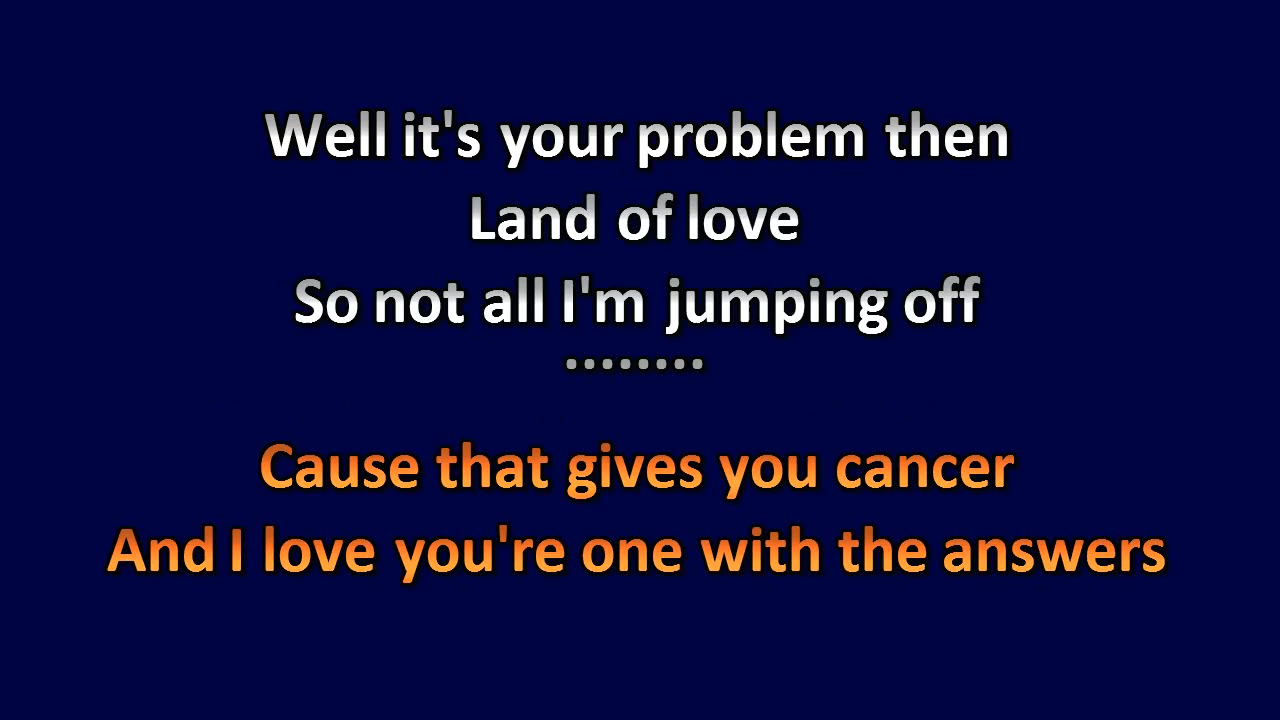 Well it's your problem then
Land of love
So not all I'm jumping off
........
Cause that gives you cancer
And I love you're one with the answers